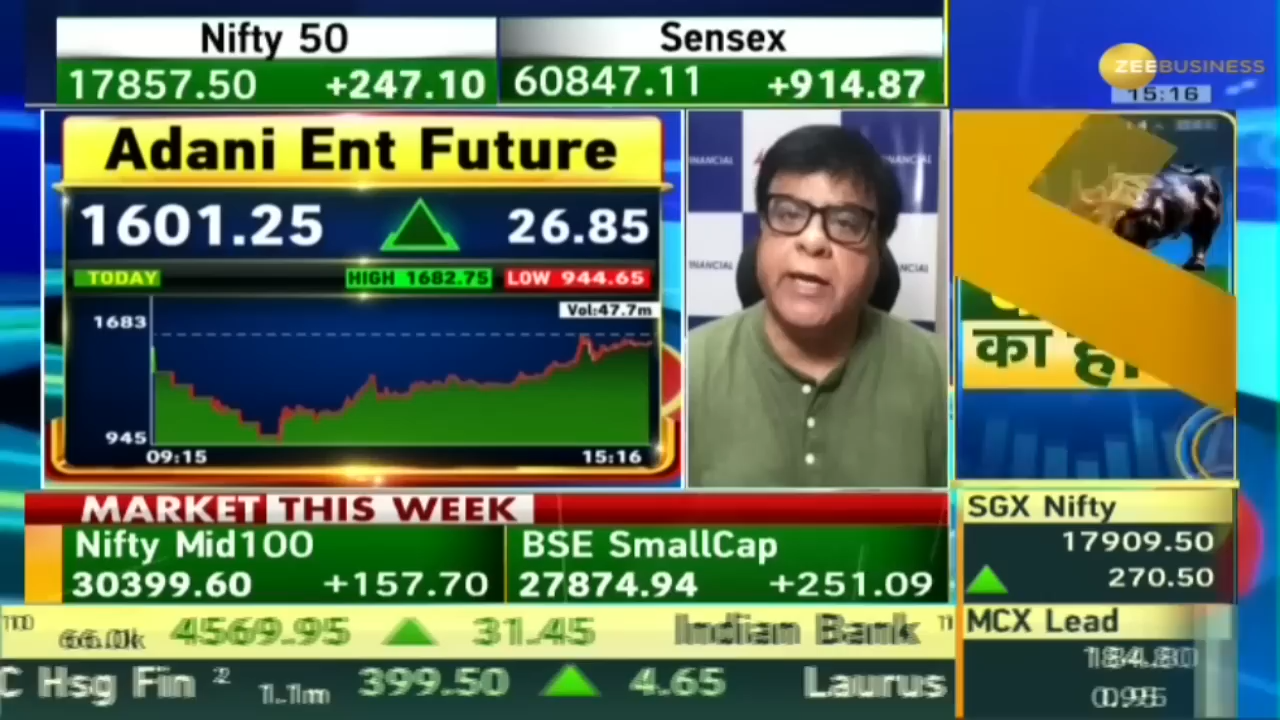 Nifty 50
17857.50 +247.10
Sensex
60847.11 +914.87
ZEEBUSINESS
15:16
Adani Ent Future
1601.25 26.85
TODAY HIGH 1682.75 LOW 944.65
Vol:47.7m
1683
945
09:15 15:16
NANCIAL
NANCIAL
का
MARKET THIS WEEK
Nifty Mid100
30399.60 +157.70
BSE SmallCap
27874.94 +251.09
SGX Nifty
17909.50
270.50
MCX Lead
4569.95 31.45 Indian Bank
C Hsg Fin 1.1m 399.50 4.65 Laurus